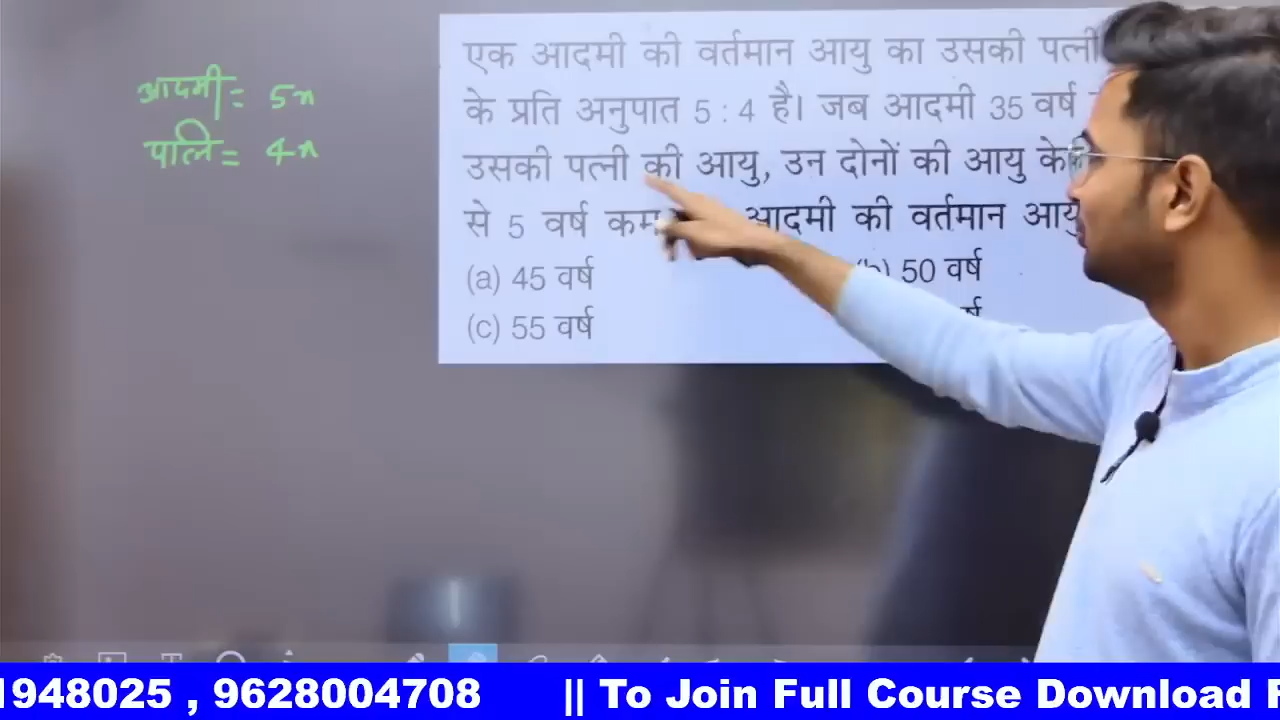 आदमी = 5x
पत्नि = 4x
एक आदमी की वर्तमान आयु का उसकी पत्नी
के प्रति अनुपात 5 : 4 है। जब आदमी 35 वर्ष
उसकी पत्नी की आयु, उन दोनों की आयु के
से 5 वर्ष कम आदमी की वर्तमान आयु
(a) 45 वर्ष (b) 50 वर्ष
(c) 55 वर्ष
1948025 , 9628004708 || To Join Full Course Download